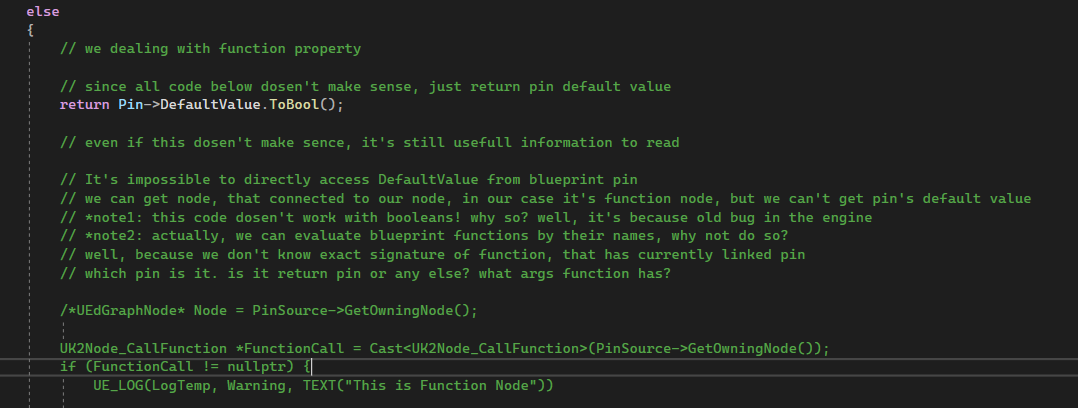 else
{
// we dealing with function property
// since all code below dosen't make sense, just return pin default value
return Pin->DefaultValue.ToBool();
// even if this dosen't make sence, it's still usefull information to read
// It's impossible to directly access DefaultValue from blueprint pin
// we can get node, that connected to our node, in our case it's function node, but we can't get pin's default value
// *note1: this code dosen't work with booleans! why so? well, it's because old bug in the engine
// *note2: actually, we can evaluate blueprint functions by their names, why not do so?
// well, because we don't know exact signature of function, that has currently linked pin
// which pin is it. is it return pin or any else? what args function has?
/*UEdGraphNode* Node = PinSource->GetOwningNode();
UK2Node_CallFunction *FunctionCall = Cast<UK2Node_CallFunction>(PinSource->GetOwningNode());
if (FunctionCall != nullptr) {
UE_LOG(LogTemp, Warning, TEXT("This is Function Node"))